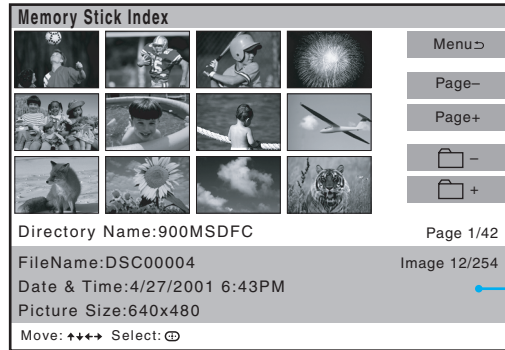 Memory Stick Index
Menu
Page–
Page+
–
+
Directory Name:900MSDFC
Page 1/42
FileName:DSC00004
Image 12/254
Date & Time:4/27/2001 6:43PM
Picture Size:640x480
Move: Select: